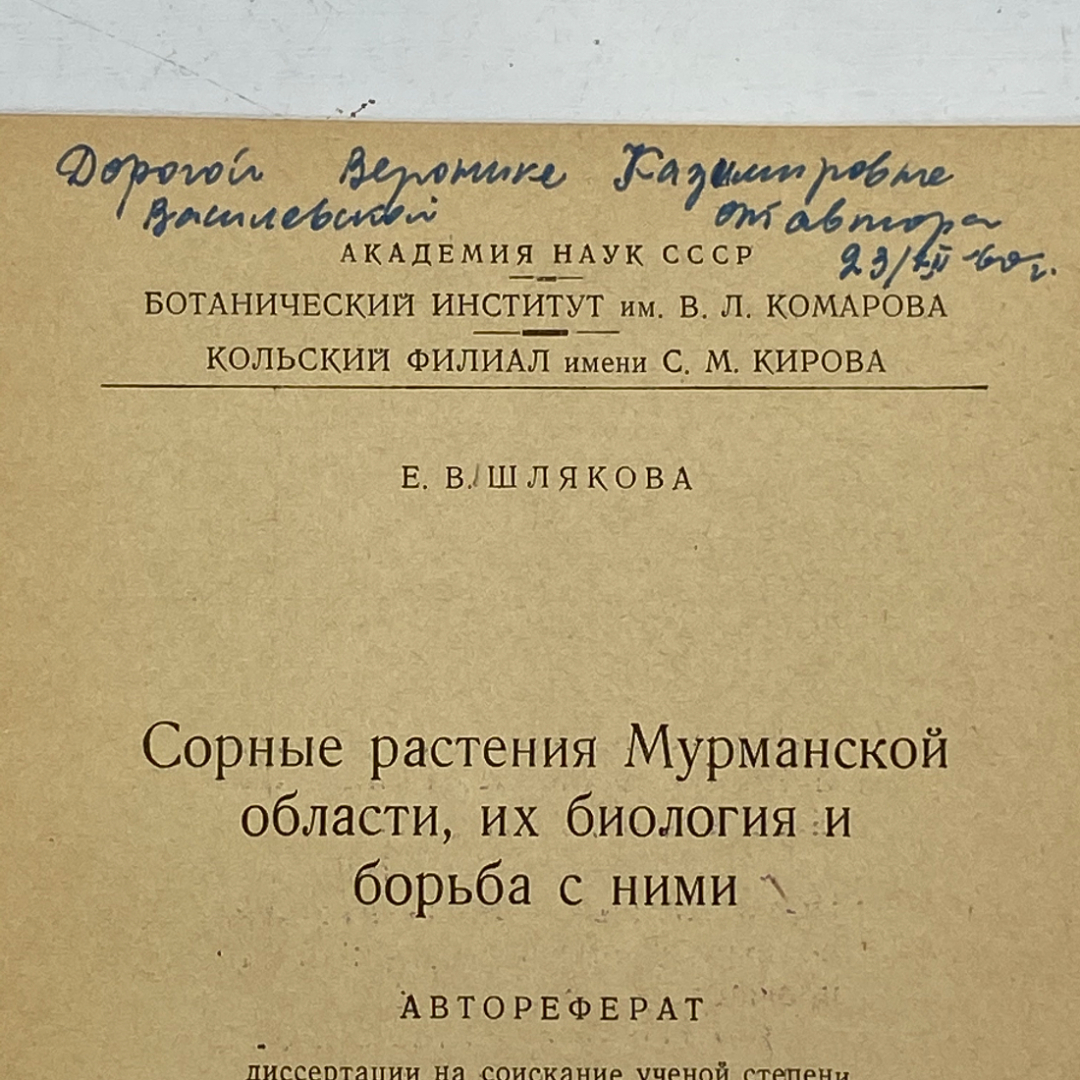 Дорогой Веронике Казимировне
Василевской от автора
23/XII-60 г.
АКАДЕМИЯ НАУК СССР
БОТАНИЧЕСКИЙ ИНСТИТУТ им. В. Л. КОМАРОВА
КОЛЬСКИЙ ФИЛИАЛ имени С. М. КИРОВА
Е. В. ШЛЯКОВА
Сорные растения Мурманской
области, их биология и
борьба с ними
АВТОРЕФЕРАТ
диссертации на соискание ученой степени